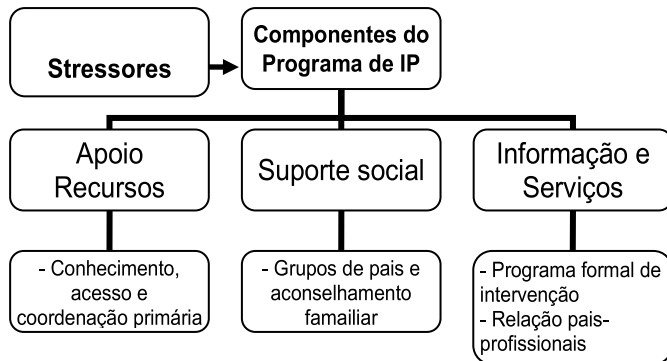 Stressores
Componentes do
Programa de IP
Apoio
Recursos
Suporte social
Informação e
Serviços
- Conhecimento,
acesso e
coordenação primária
- Grupos de pais e
aconselhamento
famailiar
- Programa formal de
intervenção
- Relação pais-
profissionais